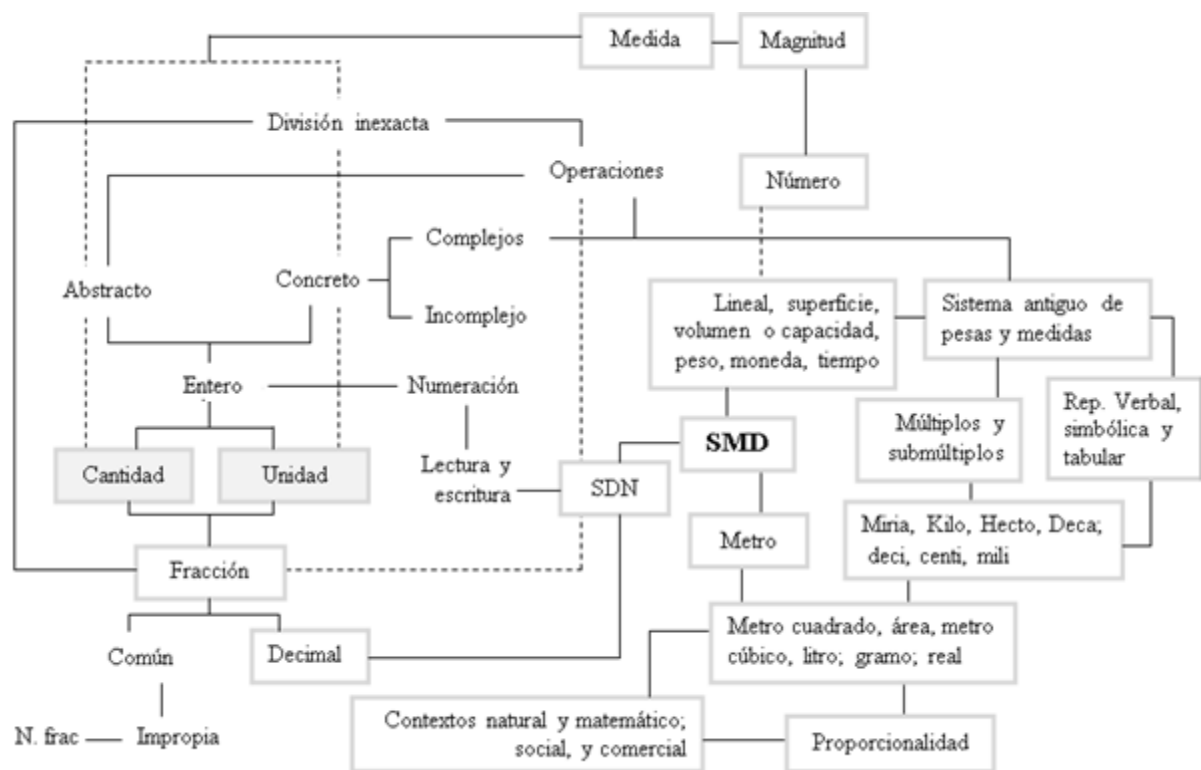 Medida
Magnitud
División inexacta
Operaciones
Número
Complejos
Abstracto
Concreto
Incomplejo
Lineal, superficie,
volumen o capacidad,
peso, moneda, tiempo
Sistema antiguo de
pesas y medidas
Entero
Numeración
Rep. Verbal,
simbólica y
tabular
Múltiplos y
submúltiplos
SMD
Cantidad
Unidad
Lectura y
escritura
SDN
Metro
Miria, Kilo, Hecto, Deca;
deci, centi, mili
Fracción
Metro cuadrado, área, metro
cúbico, litro; gramo; real
Común
Decimal
Contextos natural y matemático;
social, y comercial
Proporcionalidad
N. frac
Impropia